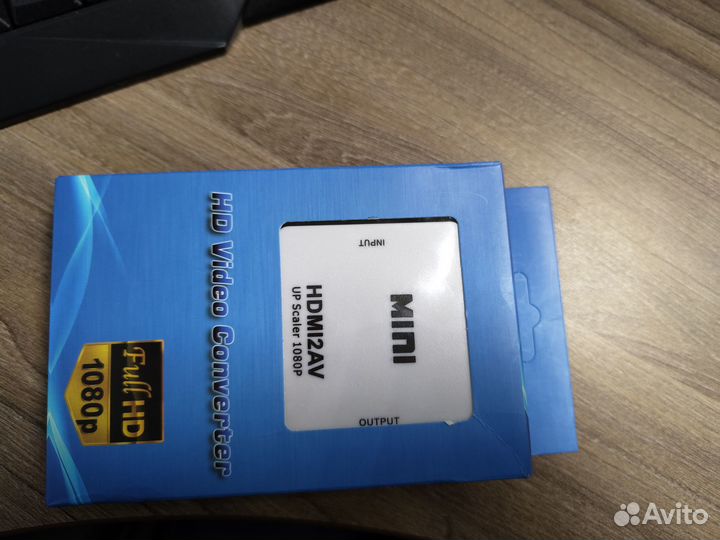 HD Video Converter
Full HD
1080p
INPUT
MINI
HDMI2AV
UP Scaler 1080P
OUTPUT
Avito